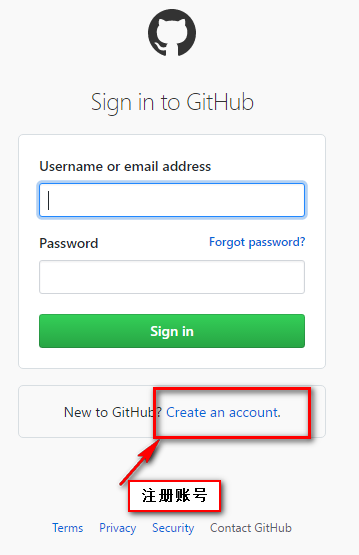 Sign in to GitHub
Username or email address
Password Forgot password?
Sign in
New to GitHub? Create an account.
注册账号
Terms Privacy Security Contact GitHub